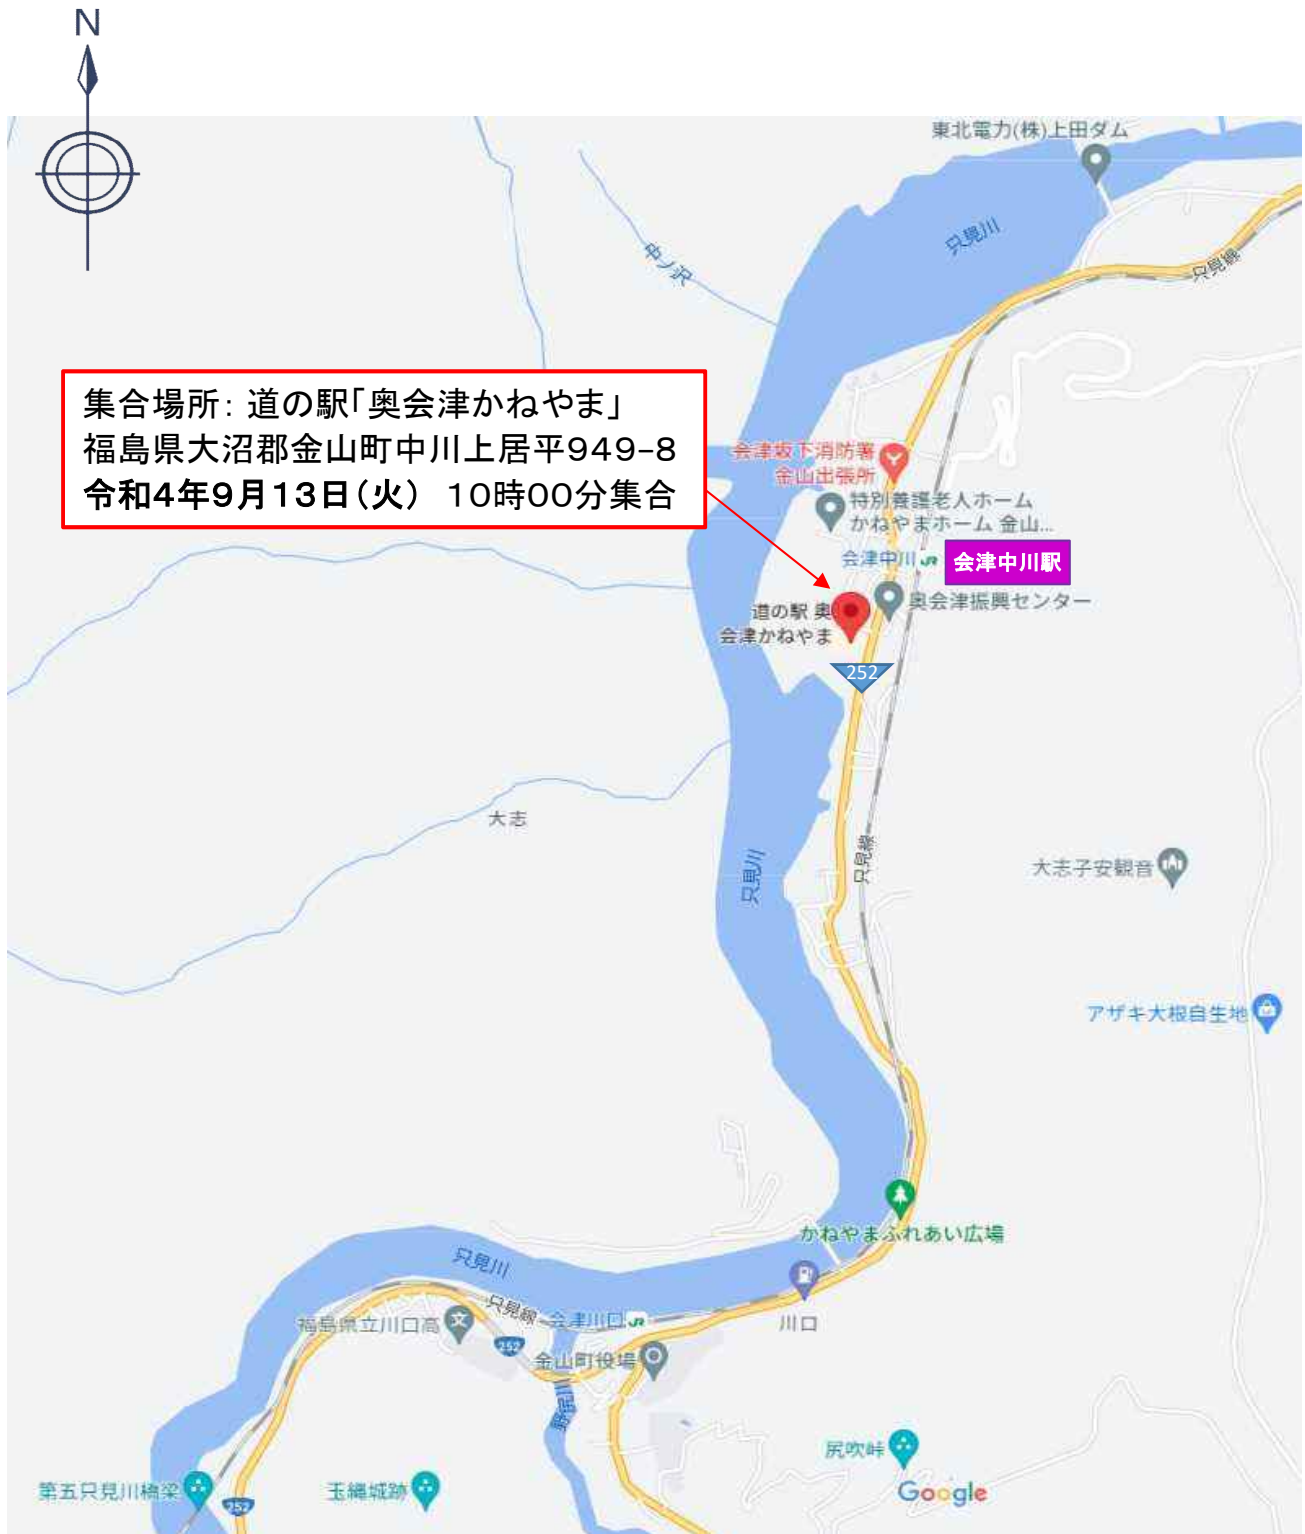 N
東北電力(株)上田ダム
只見川
只見線
中ノ沢
集合場所：道の駅「奥会津かねやま」
福島県大沼郡金山町中川上居平949-8
令和4年9月13日(火) 10時00分集合
会津坂下消防署
金山出張所
特別養護老人ホーム
かねやまホーム 金山...
会津中川 JR
会津中川駅
奥会津振興センター
道の駅 奥
会津かねやま
252
大志
只見川
只見線
大志子安観音
アザキ大根自生地
かねやまふれあい広場
只見川
只見線
会津川口 JR
川口
福島県立川口高
252
金山町役場
野尻川
尻吹峠
第五只見川橋梁
252
玉縄城跡
Google